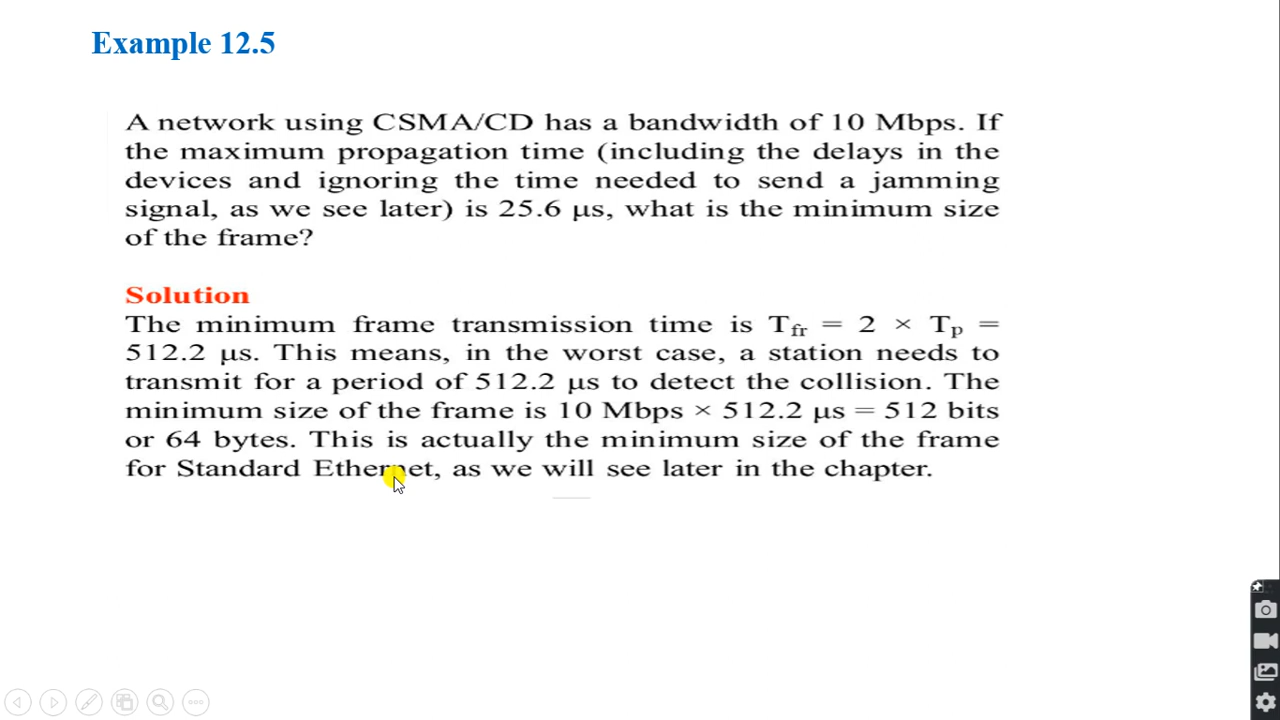 Example 12.5
A network using CSMA/CD has a bandwidth of 10 Mbps. If
the maximum propagation time (including the delays in the
devices and ignoring the time needed to send a jamming
signal, as we see later) is 25.6 μs, what is the minimum size
of the frame?
Solution
The minimum frame transmission time is Tfr = 2 × Tp =
512.2 μs. This means, in the worst case, a station needs to
transmit for a period of 512.2 μs to detect the collision. The
minimum size of the frame is 10 Mbps × 512.2 μs = 512 bits
or 64 bytes. This is actually the minimum size of the frame
for Standard Ethernet, as we will see later in the chapter.